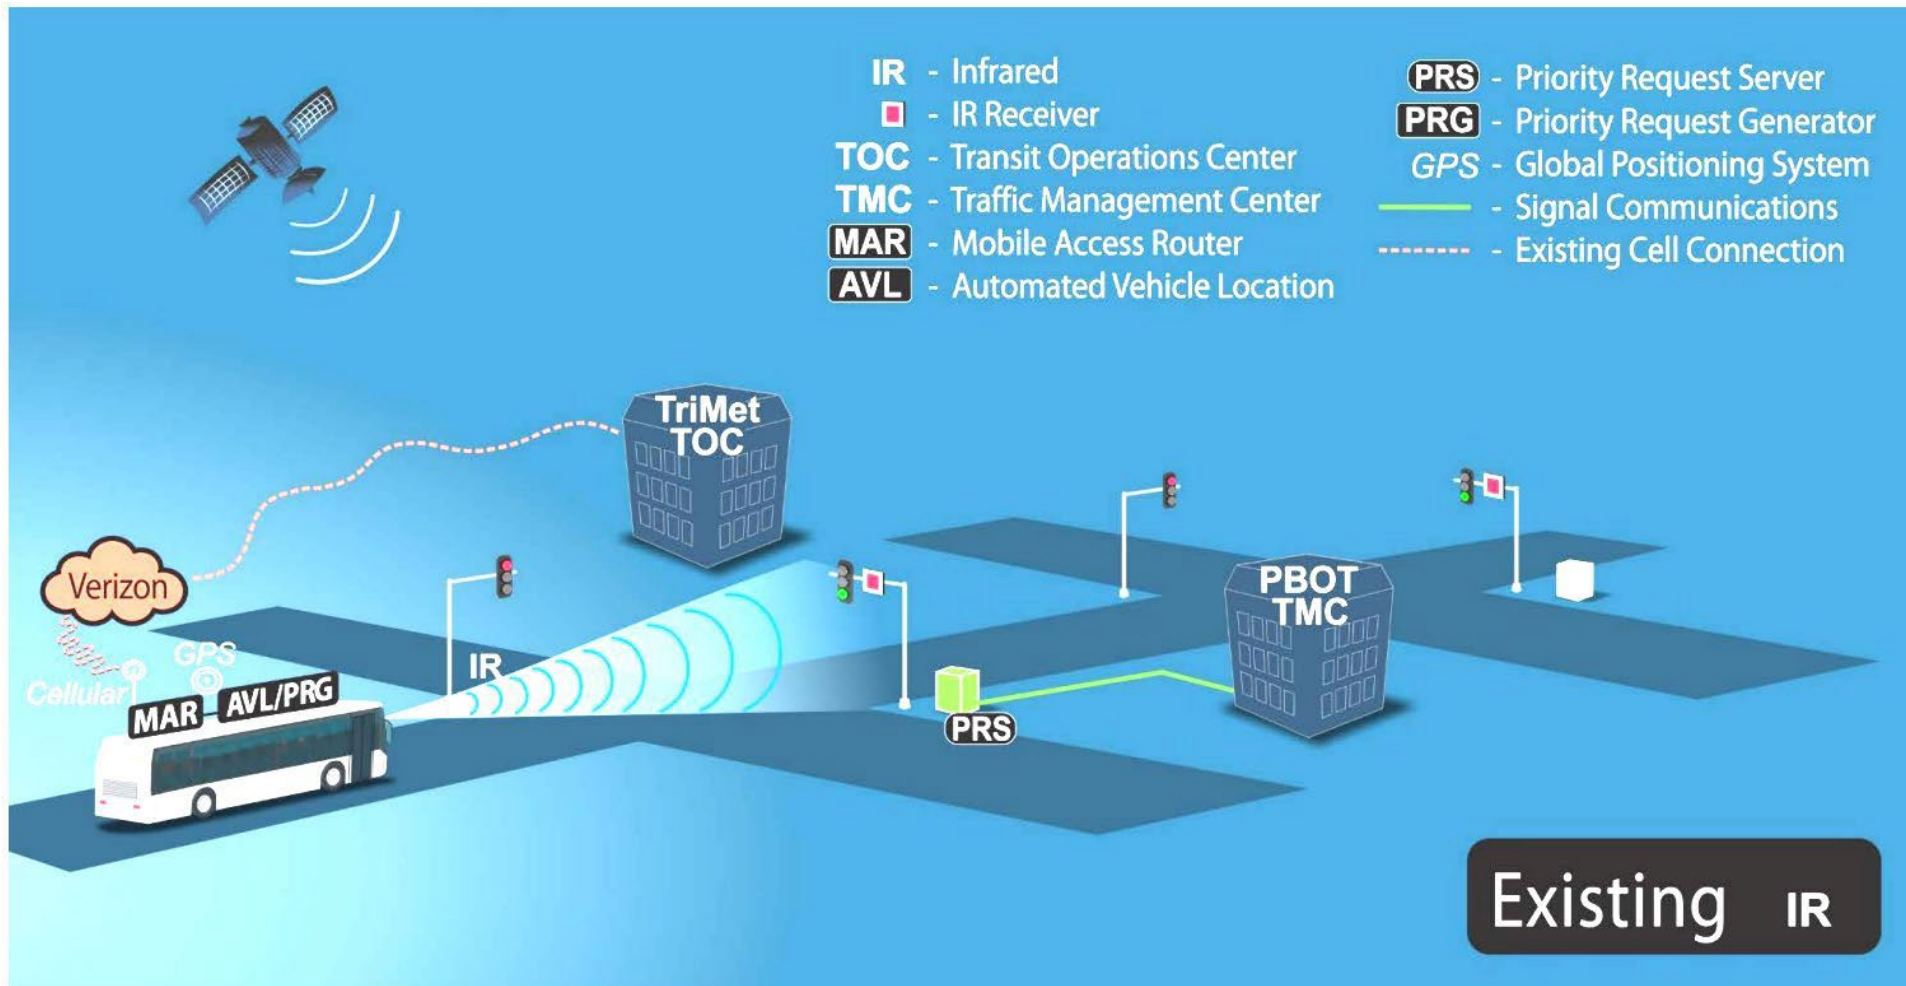 IR - Infrared
- IR Receiver
TOC - Transit Operations Center
TMC - Traffic Management Center
MAR - Mobile Access Router
AVL - Automated Vehicle Location
PRS - Priority Request Server
PRG - Priority Request Generator
GPS - Global Positioning System
- Signal Communications
- Existing Cell Connection
TriMet
TOC
Verizon
PBOT
TMC
GPS
IR
Cellular
MAR
AVL/PRG
PRS
Existing IR